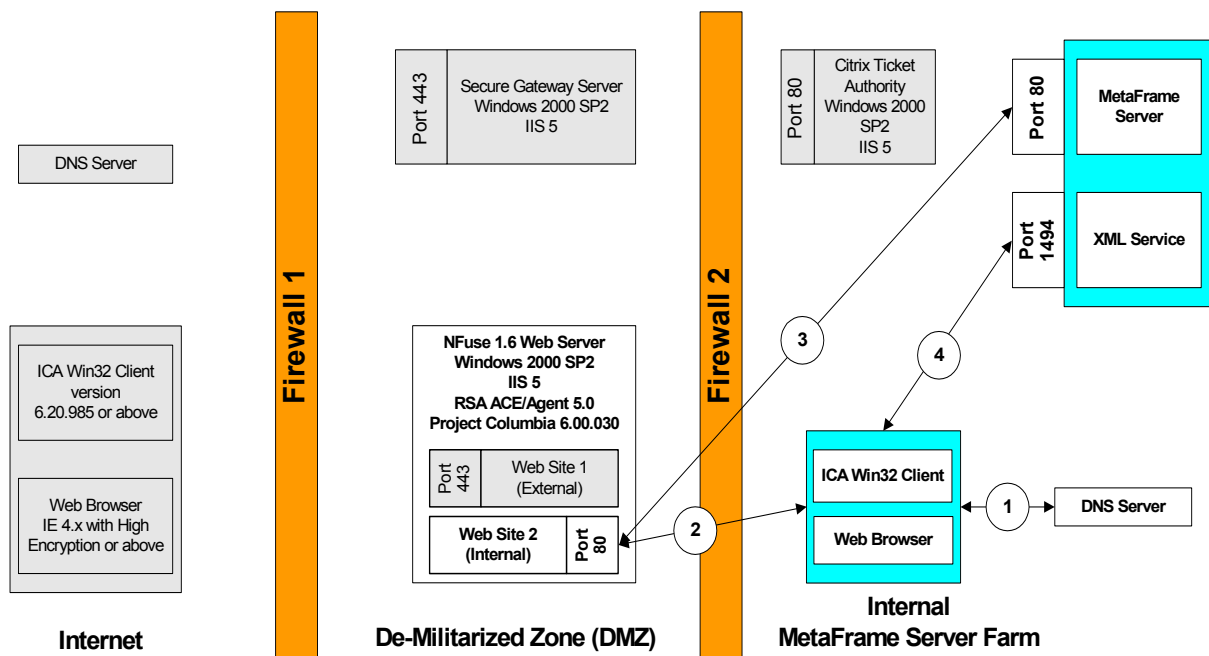 Firewall 1
Firewall 2
Port 443
Secure Gateway Server
Windows 2000 SP2
IIS 5
Port 80
Citrix Ticket
Authority
Windows 2000
SP2
IIS 5
Port 80
MetaFrame
Server
DNS Server
Port
1494
XML Service
3
4
ICA Win32 Client
version
6.20.985 or above
Web Browser
IE 4.x with High
Encryption or above
NFuse 1.6 Web Server
Windows 2000 SP2
IIS 5
RSA ACE/Agent 5.0
Project Columbia 6.00.030
Port
443
Web Site 1
(External)
Web Site 2
(Internal)
Port
80
2
ICA Win32 Client
Web Browser
1
DNS Server
Internet
De-Militarized Zone (DMZ)
Internal
MetaFrame Server Farm